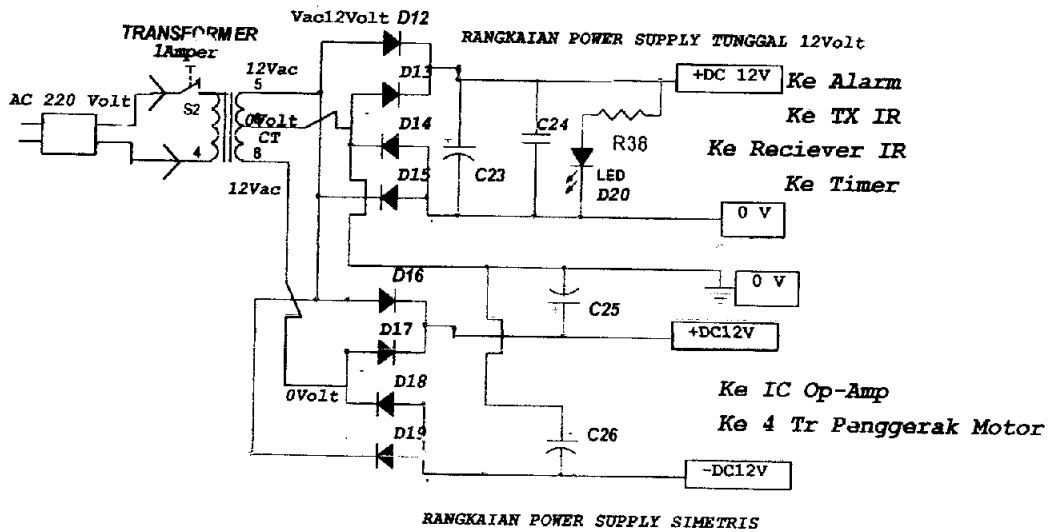 Vac12Volt D12
TRANSFORMER
1Amper
RANGKAIAN POWER SUPPLY TUNGGAL 12Volt
T
12Vac
D13
+DC 12V
Ke Alarm
AC 220 Volt
5
S2
0Volt
6
CT
D14
C24
R38
Ke TX IR
4
8
C23
LED
D20
Ke Reciever IR
12Vac
D15
Ke Timer
0 V
D16
0 V
C25
D17
+DC12V
0Volt
D18
Ke IC Op-Amp
D19
C26
Ke 4 Tr Panggerak Motor
-DC12V
RANGKAIAN POWER SUPPLY SIMETRIS